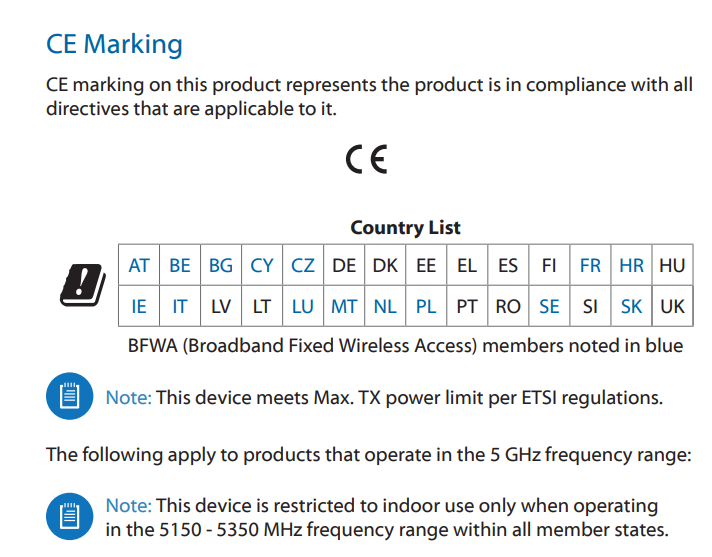 CE Marking
CE marking on this product represents the product is in compliance with all
directives that are applicable to it.
CE
Country List
AT BE BG CY CZ DE DK EE EL ES FI FR HR HU
IE IT LV LT LU MT NL PL PT RO SE SI SK UK
BFWA (Broadband Fixed Wireless Access) members noted in blue
Note: This device meets Max. TX power limit per ETSI regulations.
The following apply to products that operate in the 5 GHz frequency range:
Note: This device is restricted to indoor use only when operating
in the 5150 - 5350 MHz frequency range within all member states.